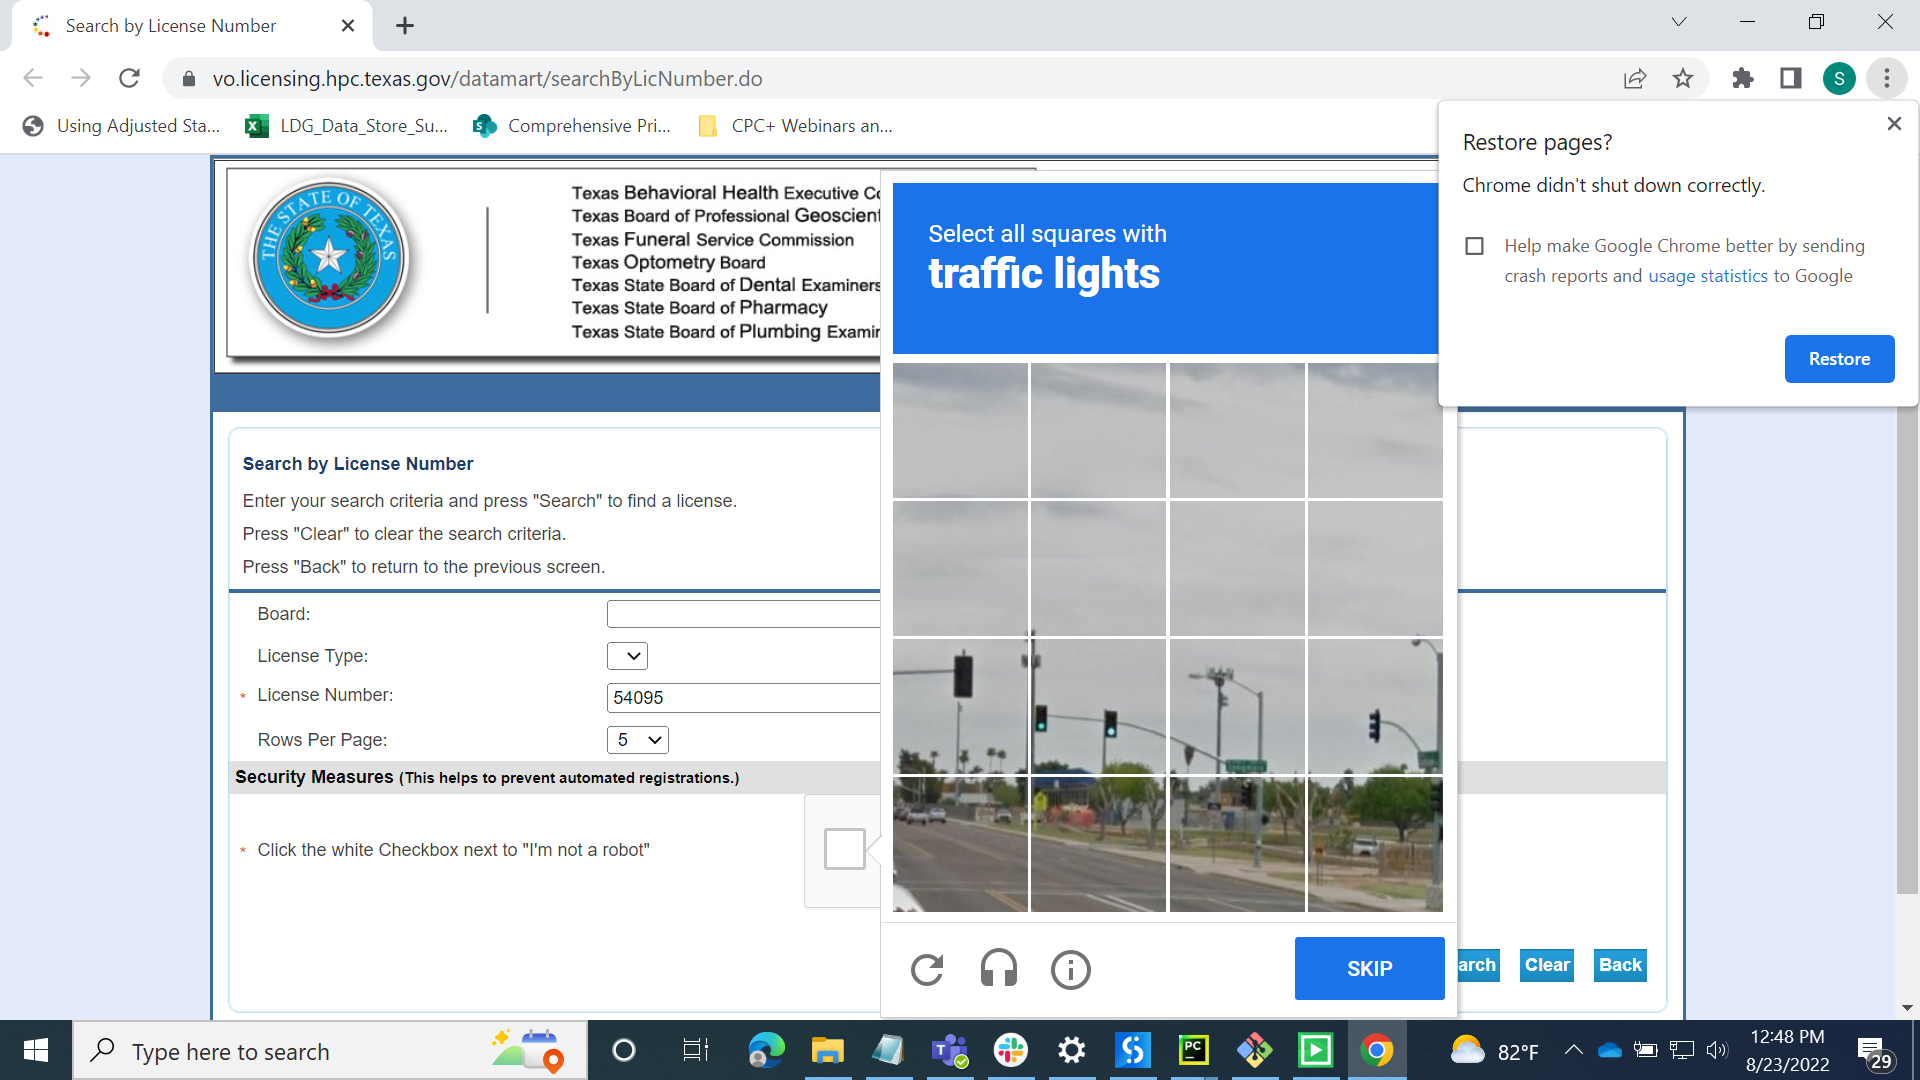 Search by License Number
vo.licensing.hpc.texas.gov/datamart/searchByLicNumber.do
S
Using Adjusted Sta...
LDG_Data_Store_Su...
Comprehensive Pri...
CPC+ Webinars an...
Restore pages?
Chrome didn't shut down correctly.
Help make Google Chrome better by sending
crash reports and usage statistics to Google
Restore
THE STATE OF TEXAS
Texas Behavioral Health Executive Co
Texas Board of Professional Geoscient
Texas Funeral Service Commission
Texas Optometry Board
Texas State Board of Dental Examiners
Texas State Board of Pharmacy
Texas State Board of Plumbing Examin
Select all squares with
traffic lights
Search by License Number
Enter your search criteria and press "Search" to find a license.
Press "Clear" to clear the search criteria.
Press "Back" to return to the previous screen.
Board:
License Type:
* License Number:
54095
Rows Per Page:
5
Security Measures (This helps to prevent automated registrations.)
* Click the white Checkbox next to "I'm not a robot"
SKIP
arch
Clear
Back
Type here to search
PC
82°F
12:48 PM
8/23/2022
29